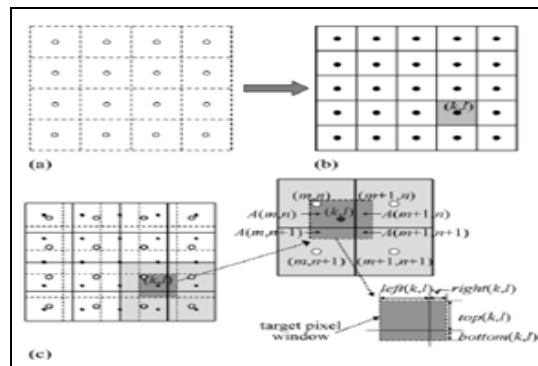 (k,l)
(a)
(b)
(m,n)
(m+1,n)
A(m,n)
(k,l)
A(m+1,n)
A(m,n+1)
A(m+1,n+1)
(m,n+1)
(m+1,n+1)
(k,l)
left(k,l)
right(k,l)
target pixel
window
top(k,l)
bottom(k,l)
(c)